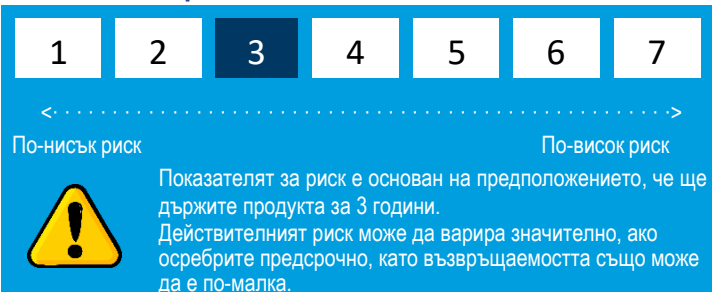 1 2 3 4 5 6 7
По-нисък риск По-висок риск
Показателят за риск е основан на предположението, че ще
държите продукта за 3 години.
Действителният риск може да варира значително, ако
осребрите предсрочно, като възвръщаемостта също може
да е по-малка.